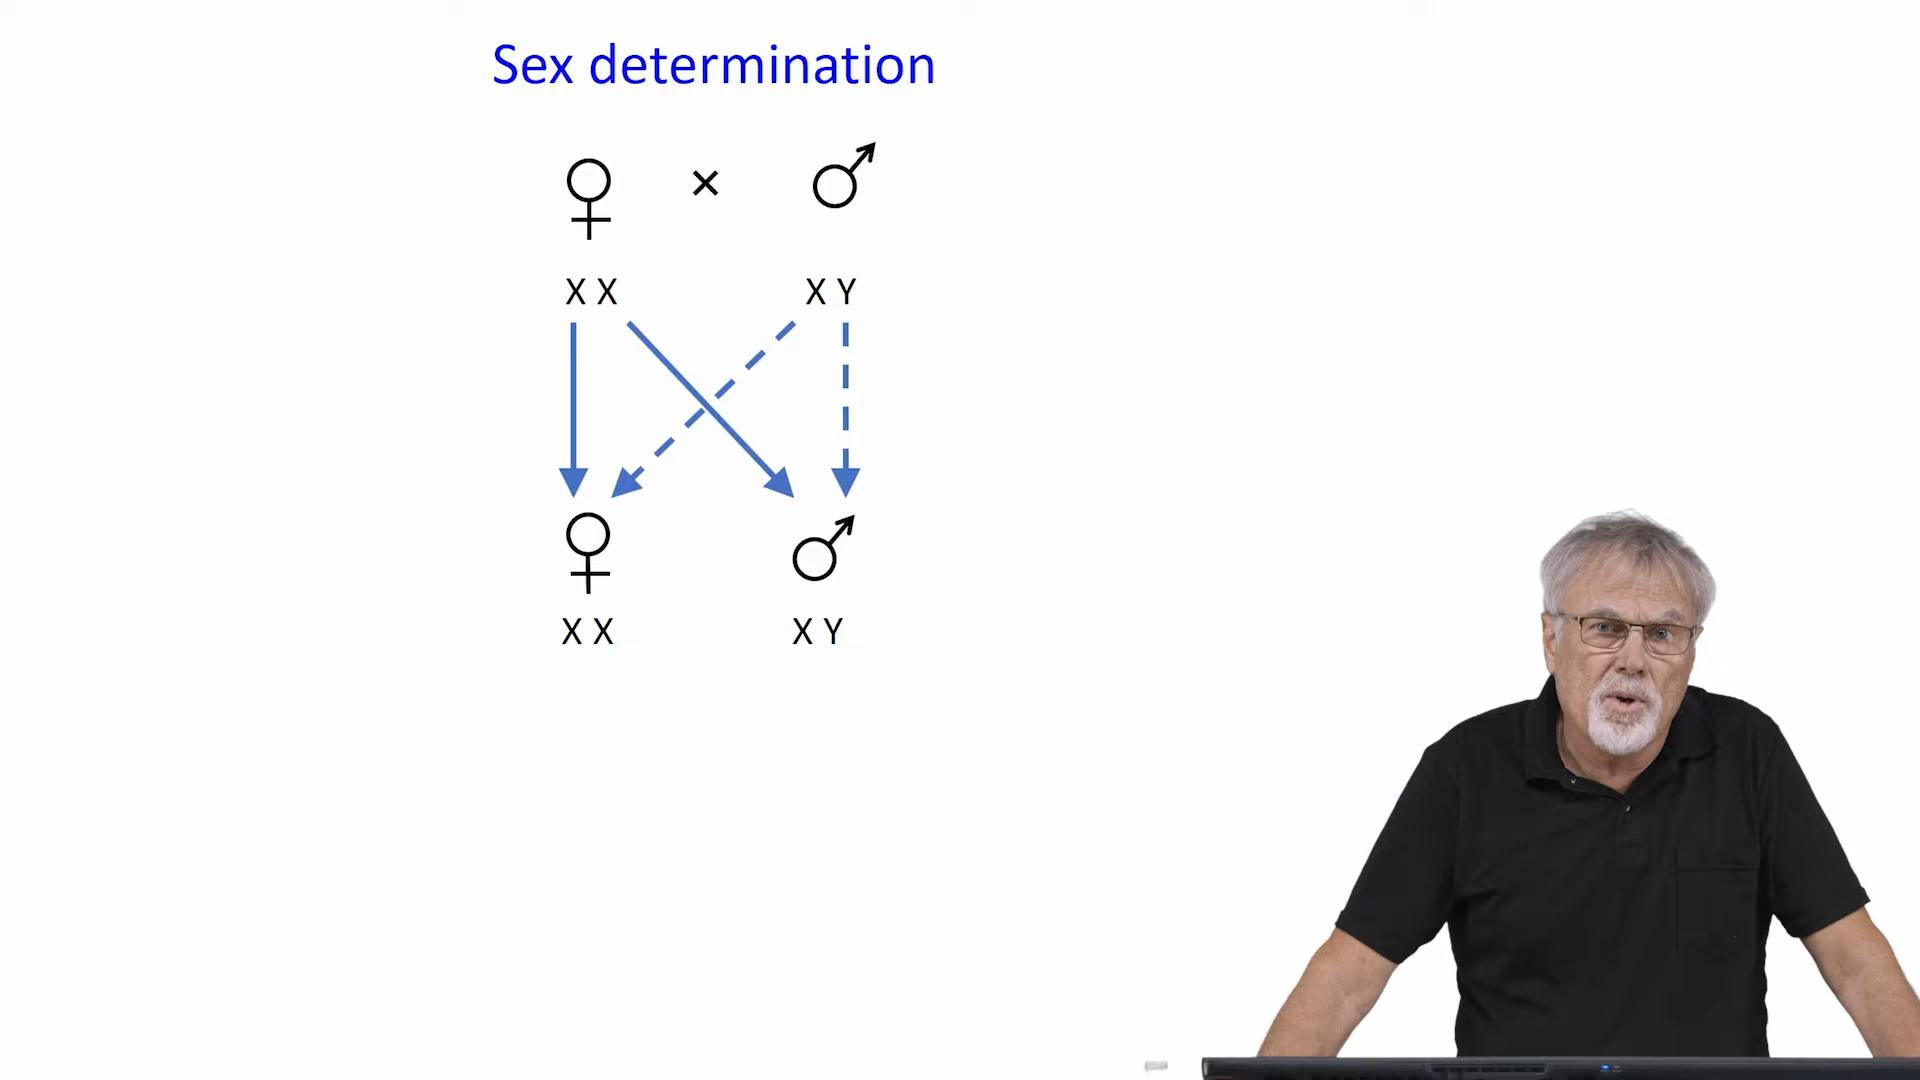 Sex determination
♀ × ♂
X X X Y
♀ ♂
X X X Y